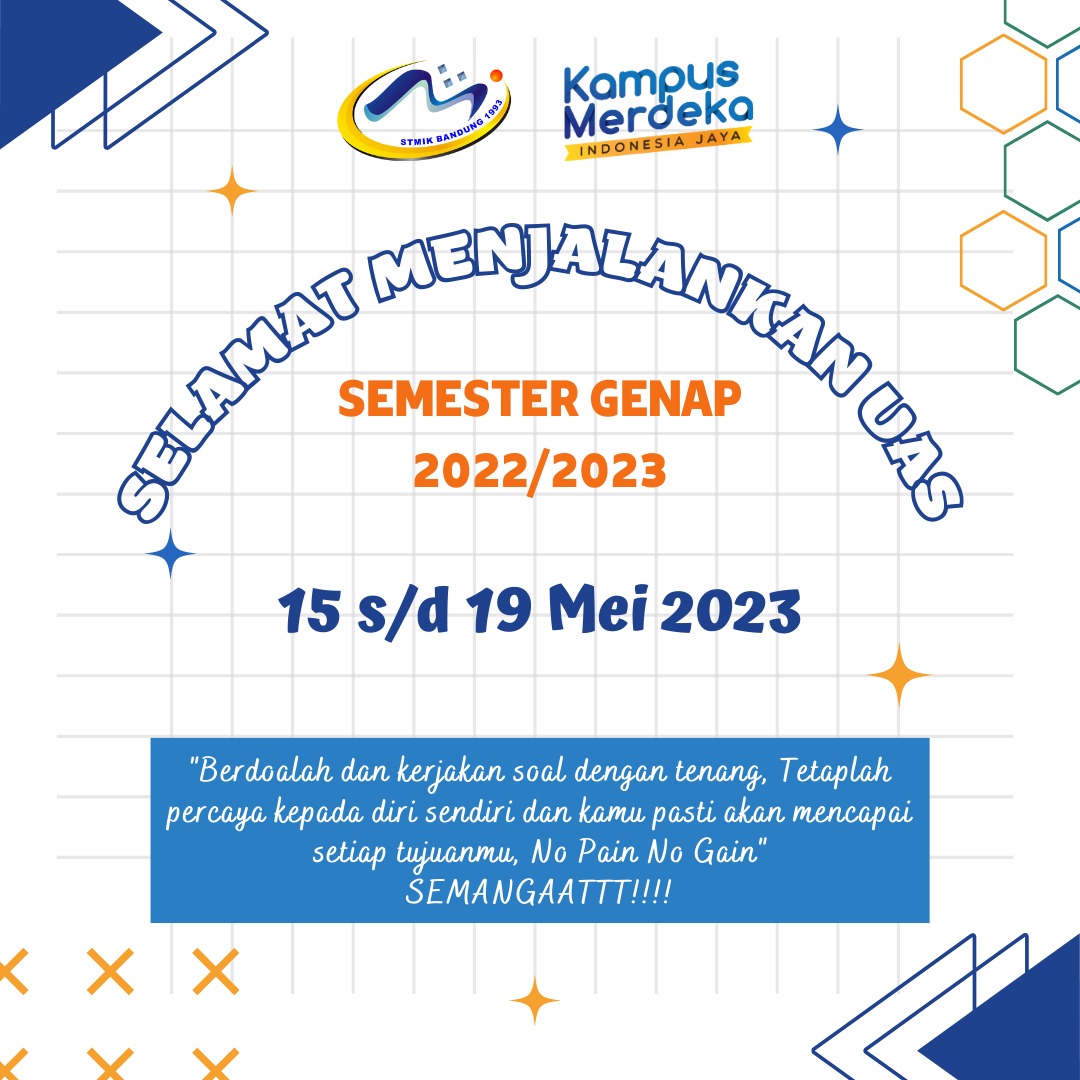 STMIK BANDUNG 1993
Kampus
Merdeka
INDONESIA JAYA
SELAMAT MENJALANKAN UAS
SEMESTER GENAP
2022/2023
15 s/d 19 Mei 2023
"Berdoalah dan kerjakan soal dengan tenang, Tetaplah
percaya kepada diri sendiri dan kamu pasti akan mencapai
setiap tujuanmu, No Pain No Gain"
SEMANGAATTT!!!!